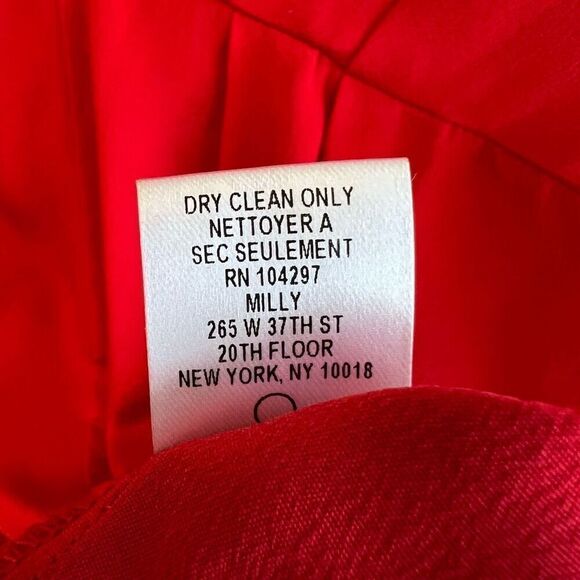 DRY CLEAN ONLY
NETTOYER A
SEC SEULEMENT
RN 104297
MILLY
265 W 37TH ST
20TH FLOOR
NEW YORK, NY 10018